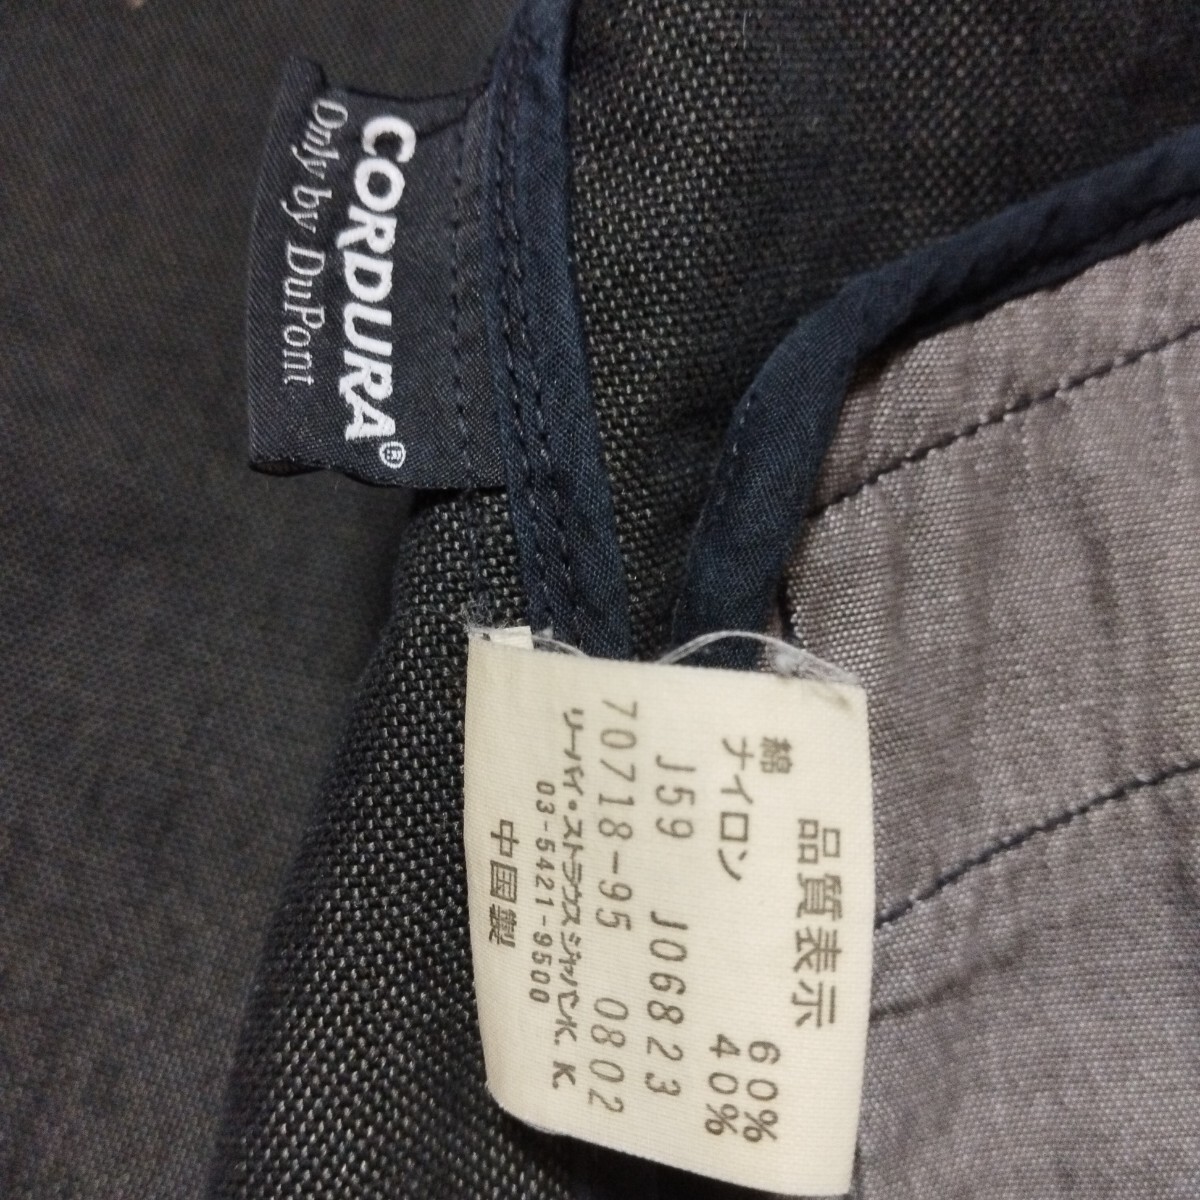 CORDURA®
Only by DuPont
品質表示
綿 60%
ナイロン 40%
J59 J06823
70718-95 0802
リーバイ・ストラウス ジャパン K. K.
03-5421-9500
中国製